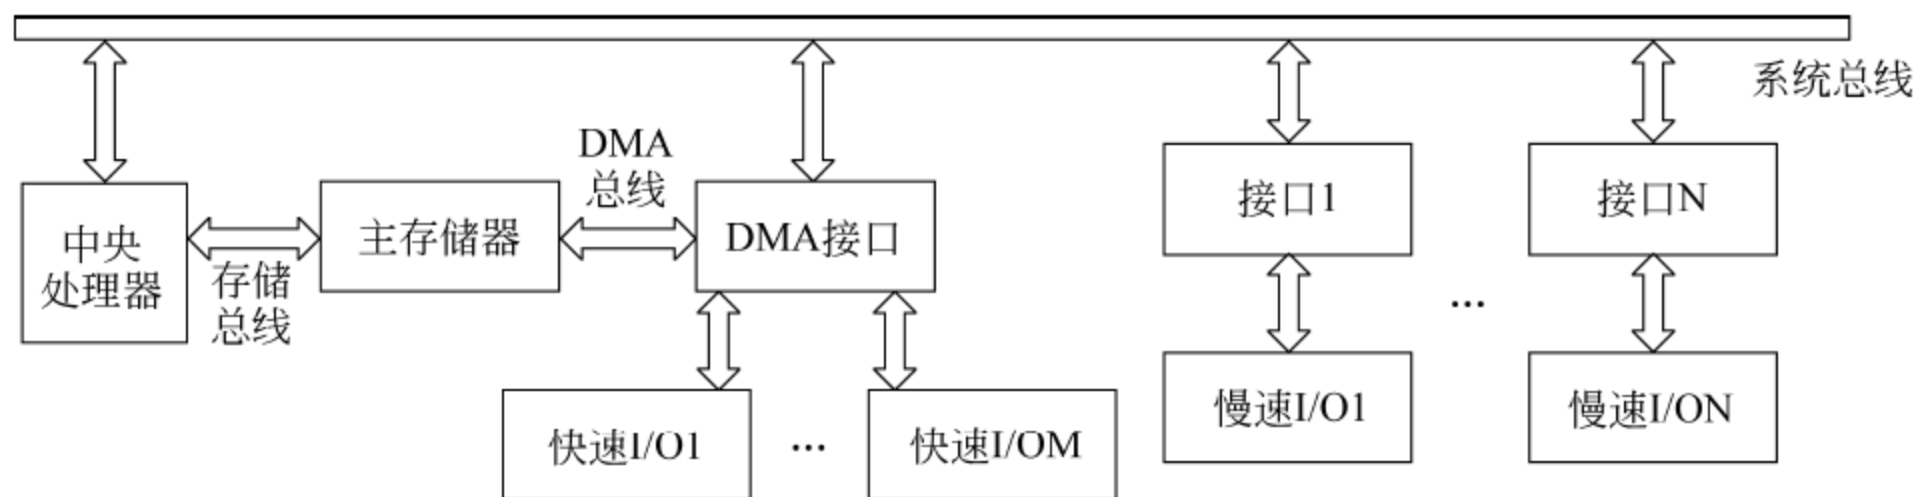 系统总线
DMA
总线
接口1
接口N
中央
处理器
主存储器
DMA接口
存储
总线
...
慢速I/O1
慢速I/ON
快速I/O1
...
快速I/OM